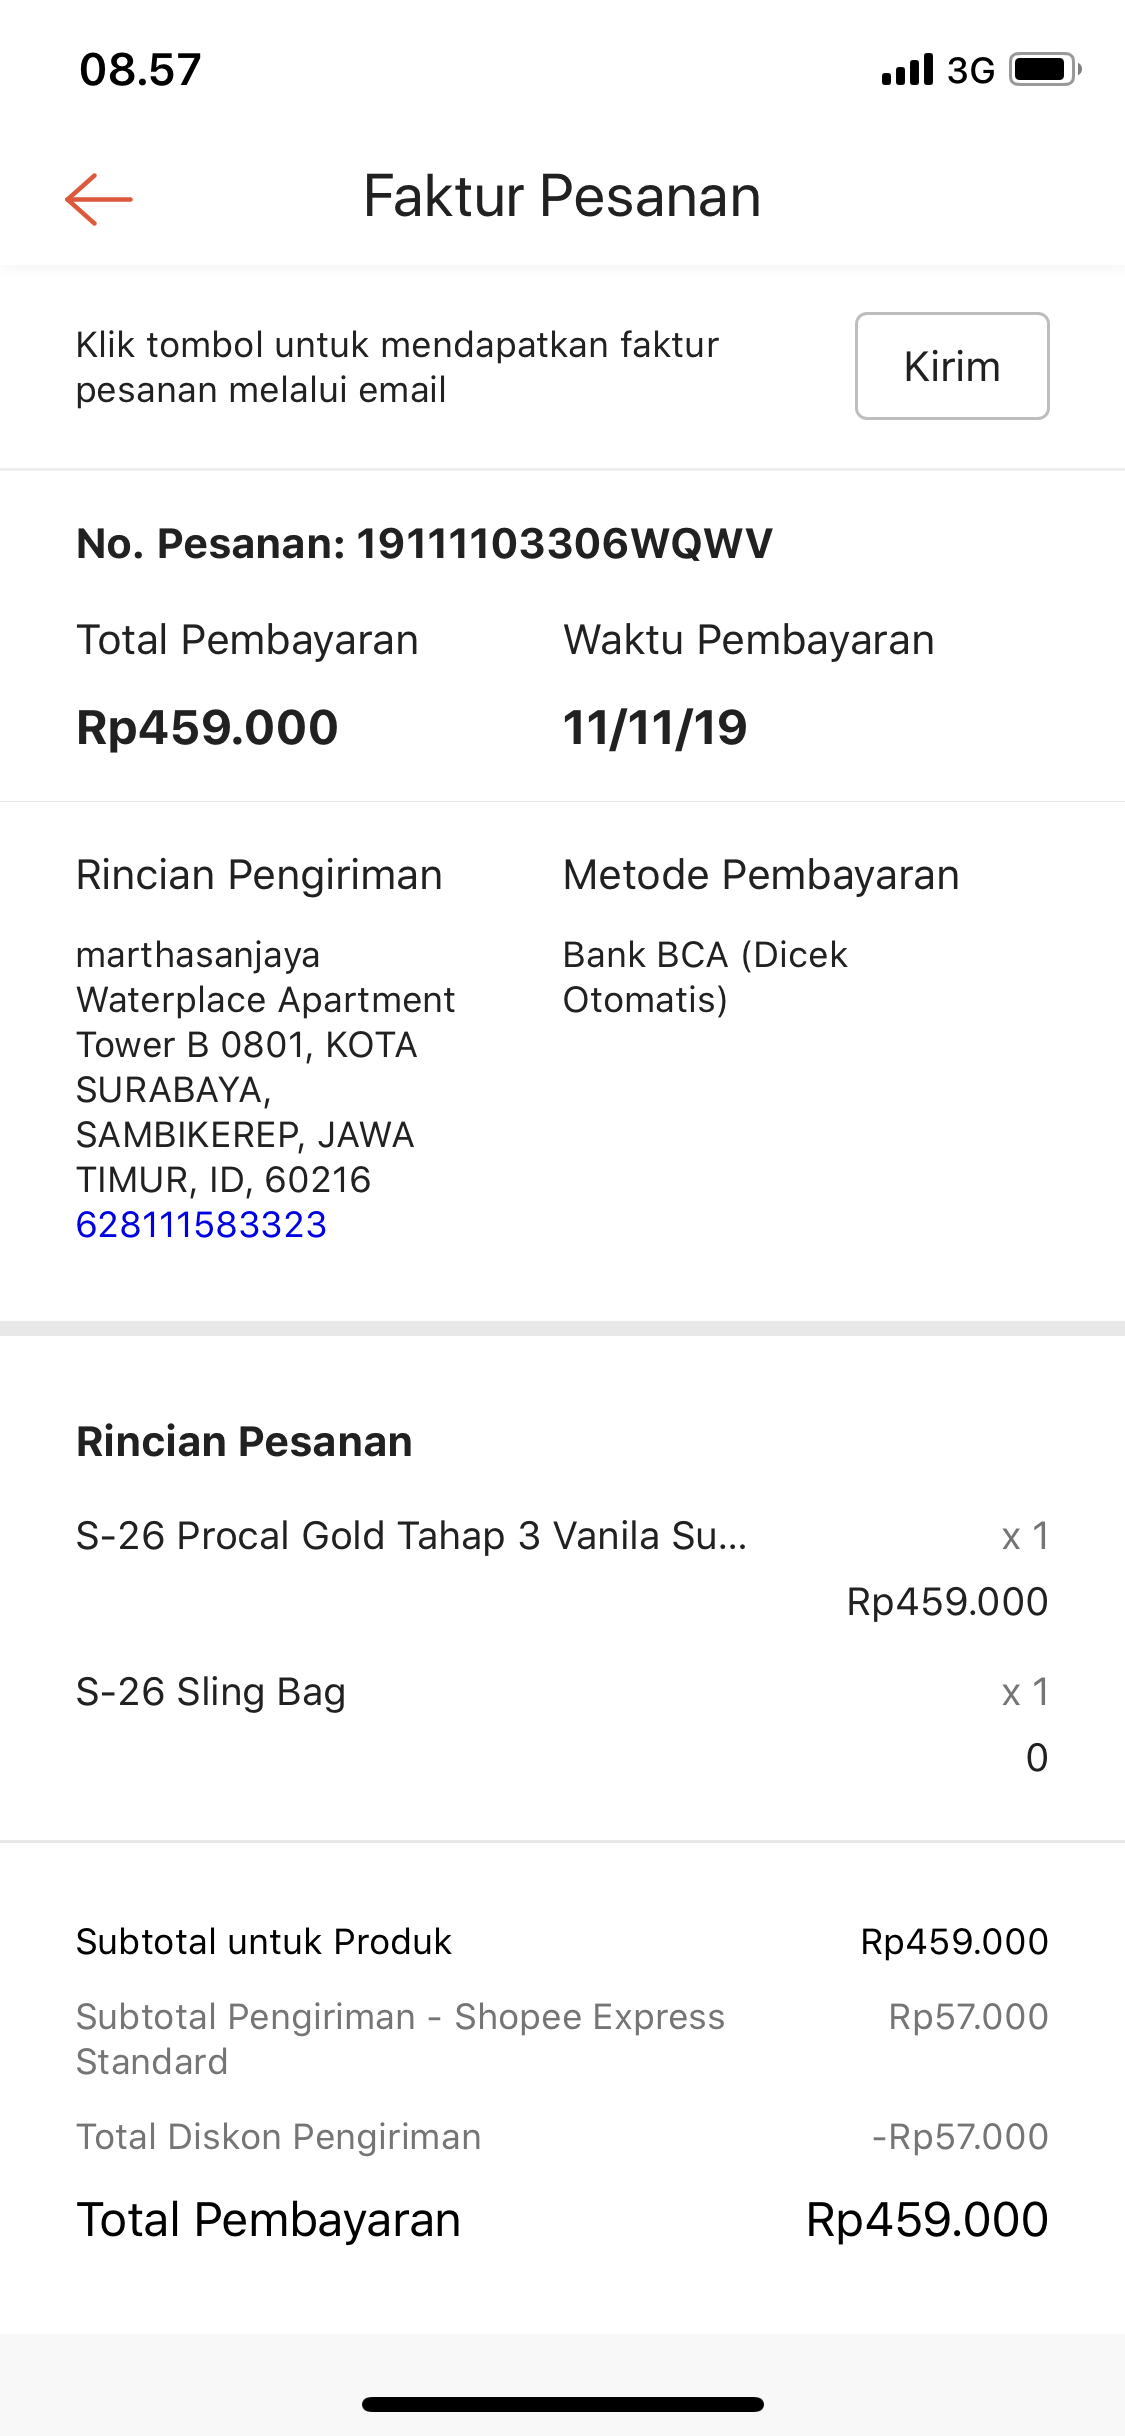 08.57
3G
Faktur Pesanan
Klik tombol untuk mendapatkan faktur
pesanan melalui email
Kirim
No. Pesanan: 19111103306WQWV
Total Pembayaran
Waktu Pembayaran
Rp459.000
11/11/19
Rincian Pengiriman
Metode Pembayaran
marthasanjaya
Waterplace Apartment
Tower B 0801, KOTA
SURABAYA,
SAMBIKEREP, JAWA
TIMUR, ID, 60216
628111583323
Bank BCA (Dicek
Otomatis)
Rincian Pesanan
S-26 Procal Gold Tahap 3 Vanila Su...
x 1
Rp459.000
S-26 Sling Bag
x 1
0
Subtotal untuk Produk
Rp459.000
Subtotal Pengiriman - Shopee Express
Standard
Rp57.000
Total Diskon Pengiriman
-Rp57.000
Total Pembayaran
Rp459.000